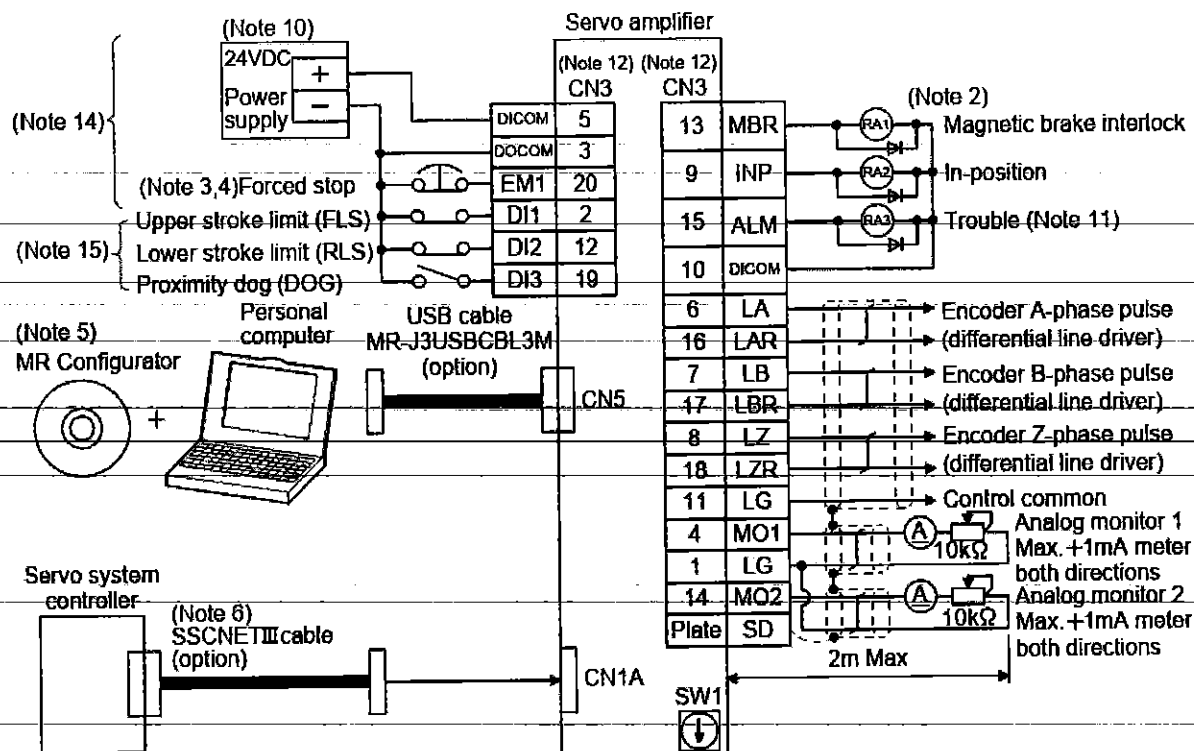 Servo amplifier
(Note 10)
24VDC
+
Power
supply
−
(Note 14)
(Note 12) (Note 12)
CN3
CN3
DICOM 5
DOCOM 3
(Note 3,4)Forced stop EM1 20
Upper stroke limit (FLS) DI1 2
(Note 15) Lower stroke limit (RLS) DI2 12
Proximity dog (DOG) DI3 19
(Note 2)
13 MBR RA1 Magnetic brake interlock
9 INP RA2 In-position
15 ALM RA3 Trouble (Note 11)
10 DICOM
6 LA Encoder A-phase pulse
16 LAR (differential line driver)
7 LB Encoder B-phase pulse
17 LBR (differential line driver)
8 LZ Encoder Z-phase pulse
18 LZR (differential line driver)
11 LG Control common
4 MO1 A 10kΩ
Analog monitor 1
Max. +1mA meter
both directions
1 LG
14 MO2 A 10kΩ
Analog monitor 2
Max. +1mA meter
both directions
Plate SD
2m Max
(Note 5)
MR Configurator
+
Personal
computer
USB cable
MR-J3USBCBL3M
(option)
CN5
Servo system
controller
(Note 6)
SSCNETⅢ cable
(option)
CN1A
SW1